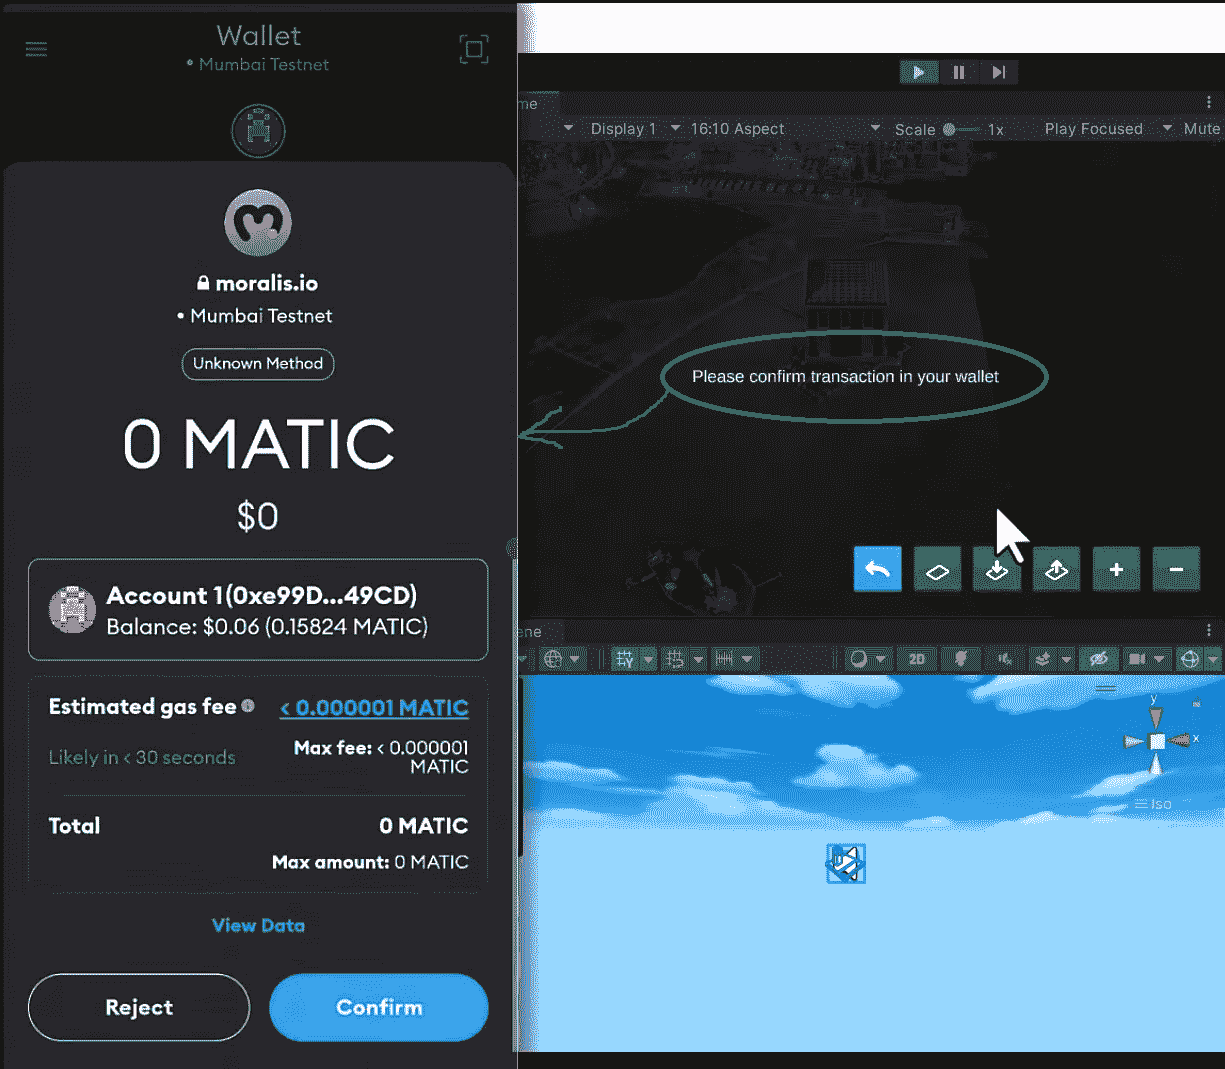 Wallet
• Mumbai Testnet
moralis.io
• Mumbai Testnet
Unknown Method
0 MATIC
$0
Account 1(0xe99D...49CD)
Balance: $0.06 (0.15824 MATIC)
Estimated gas fee < 0.000001 MATIC
Likely in < 30 seconds
Max fee: < 0.000001
MATIC
Total 0 MATIC
Max amount: 0 MATIC
View Data
Reject Confirm
me
Display 1 16:10 Aspect Scale 1x Play Focused Mute
Please confirm transaction in your wallet
ene
2D
y
x
Iso